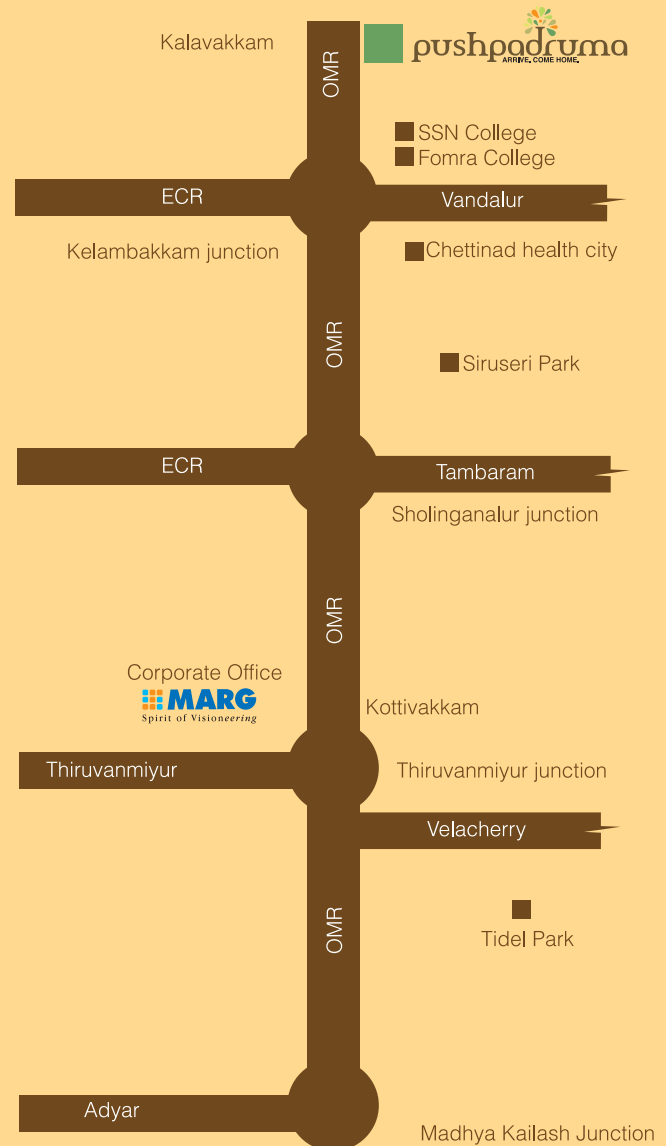 Kalavakkam
OMR
pushpadruma
ARRIVE. COME HOME.
SSN College
Fomra College
ECR
Vandalur
Kelambakkam junction
Chettinad health city
OMR
Siruseri Park
ECR
Tambaram
Sholinganalur junction
OMR
Corporate Office
MARG
Spirit of Visioneering
Kottivakkam
Thiruvanmiyur
Thiruvanmiyur junction
Velacherry
OMR
Tidel Park
Adyar
Madhya Kailash Junction